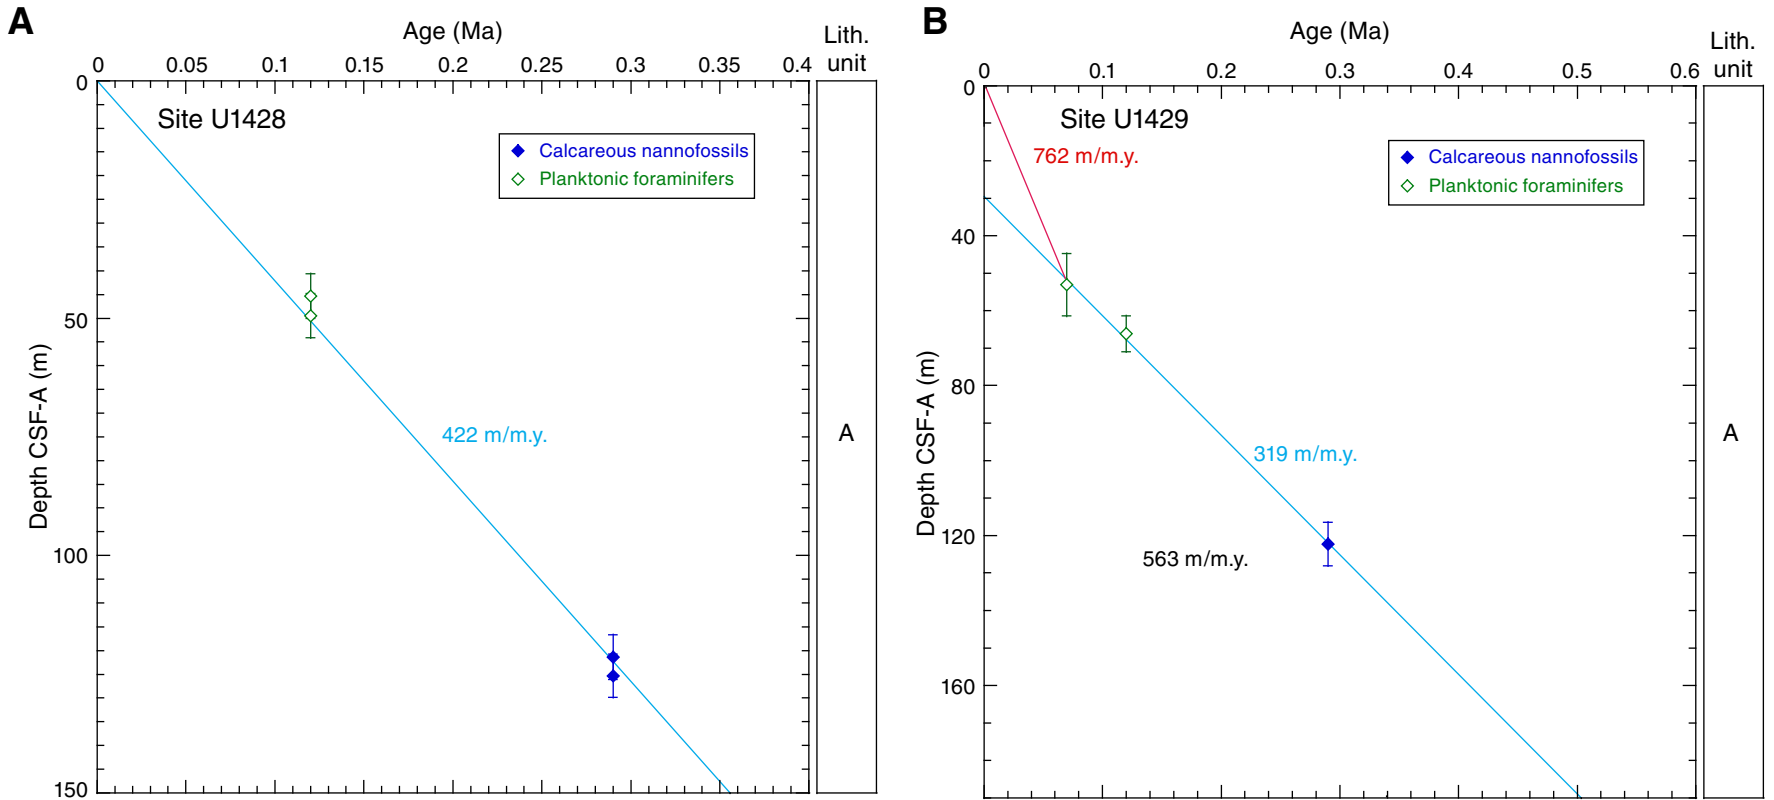 A
Age (Ma)
Lith.
unit
0 0.05 0.1 0.15 0.2 0.25 0.3 0.35 0.4
0
Site U1428
Calcareous nannofossils
Planktonic foraminifers
50
Depth CSF-A (m)
422 m/m.y.
A
100
150
B
Age (Ma)
Lith.
unit
0 0.1 0.2 0.3 0.4 0.5 0.6
0
Site U1429
762 m/m.y.
Calcareous nannofossils
Planktonic foraminifers
40
80
Depth CSF-A (m)
A
319 m/m.y.
120
563 m/m.y.
160